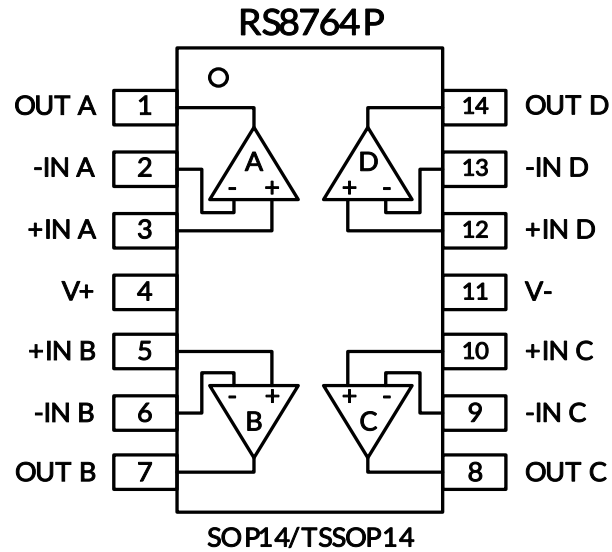 RS8764P
OUT A 1 14 OUT D
A D
-IN A 2 13 -IN D
- + + -
+IN A 3 12 +IN D
V+ 4 11 V-
+IN B 5 10 +IN C
- + + -
-IN B 6 9 -IN C
B C
OUT B 7 8 OUT C
SOP14/TSSOP14